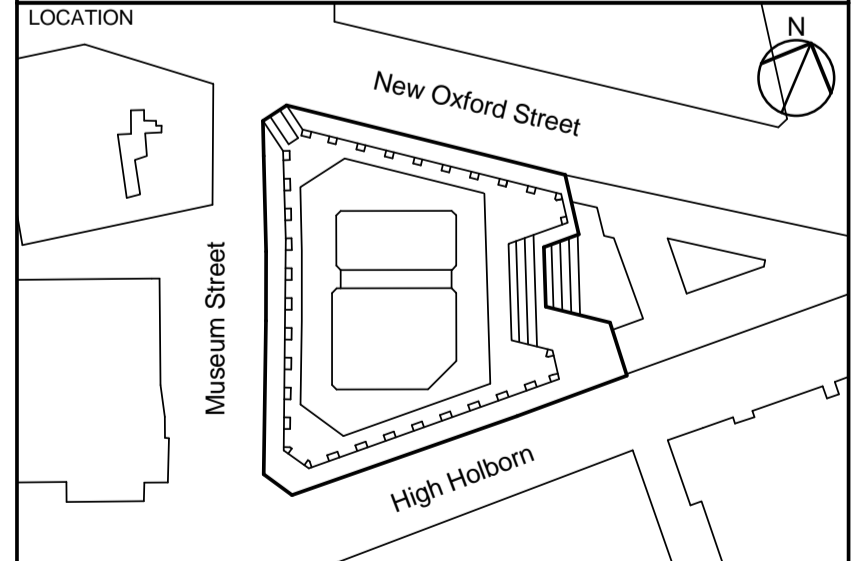 LOCATION
N
New Oxford Street
Museum Street
High Holborn